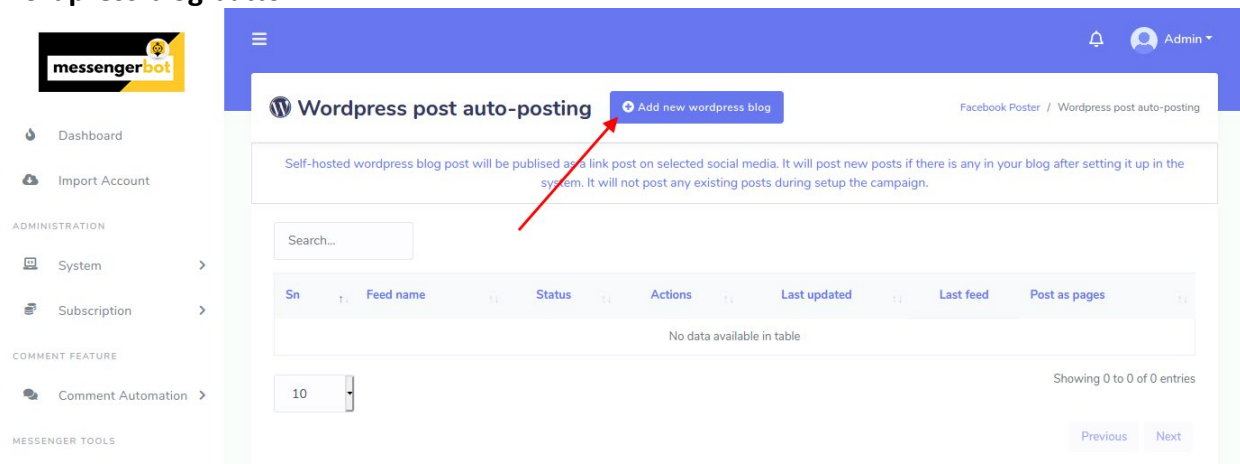 messengerbot
Admin
Wordpress post auto-posting
Add new wordpress blog
Facebook Poster / Wordpress post auto-posting
Dashboard
Self-hosted wordpress blog post will be publised as a link post on selected social media. It will post new posts if there is any in your blog after setting it up in the
system. It will not post any existing posts during setup the campaign.
Import Account
ADMINISTRATION
Search...
System
Sn Feed name Status Actions Last updated Last feed Post as pages
Subscription
No data available in table
COMMENT FEATURE
Showing 0 to 0 of 0 entries
10
Comment Automation
Previous Next
MESSENGER TOOLS